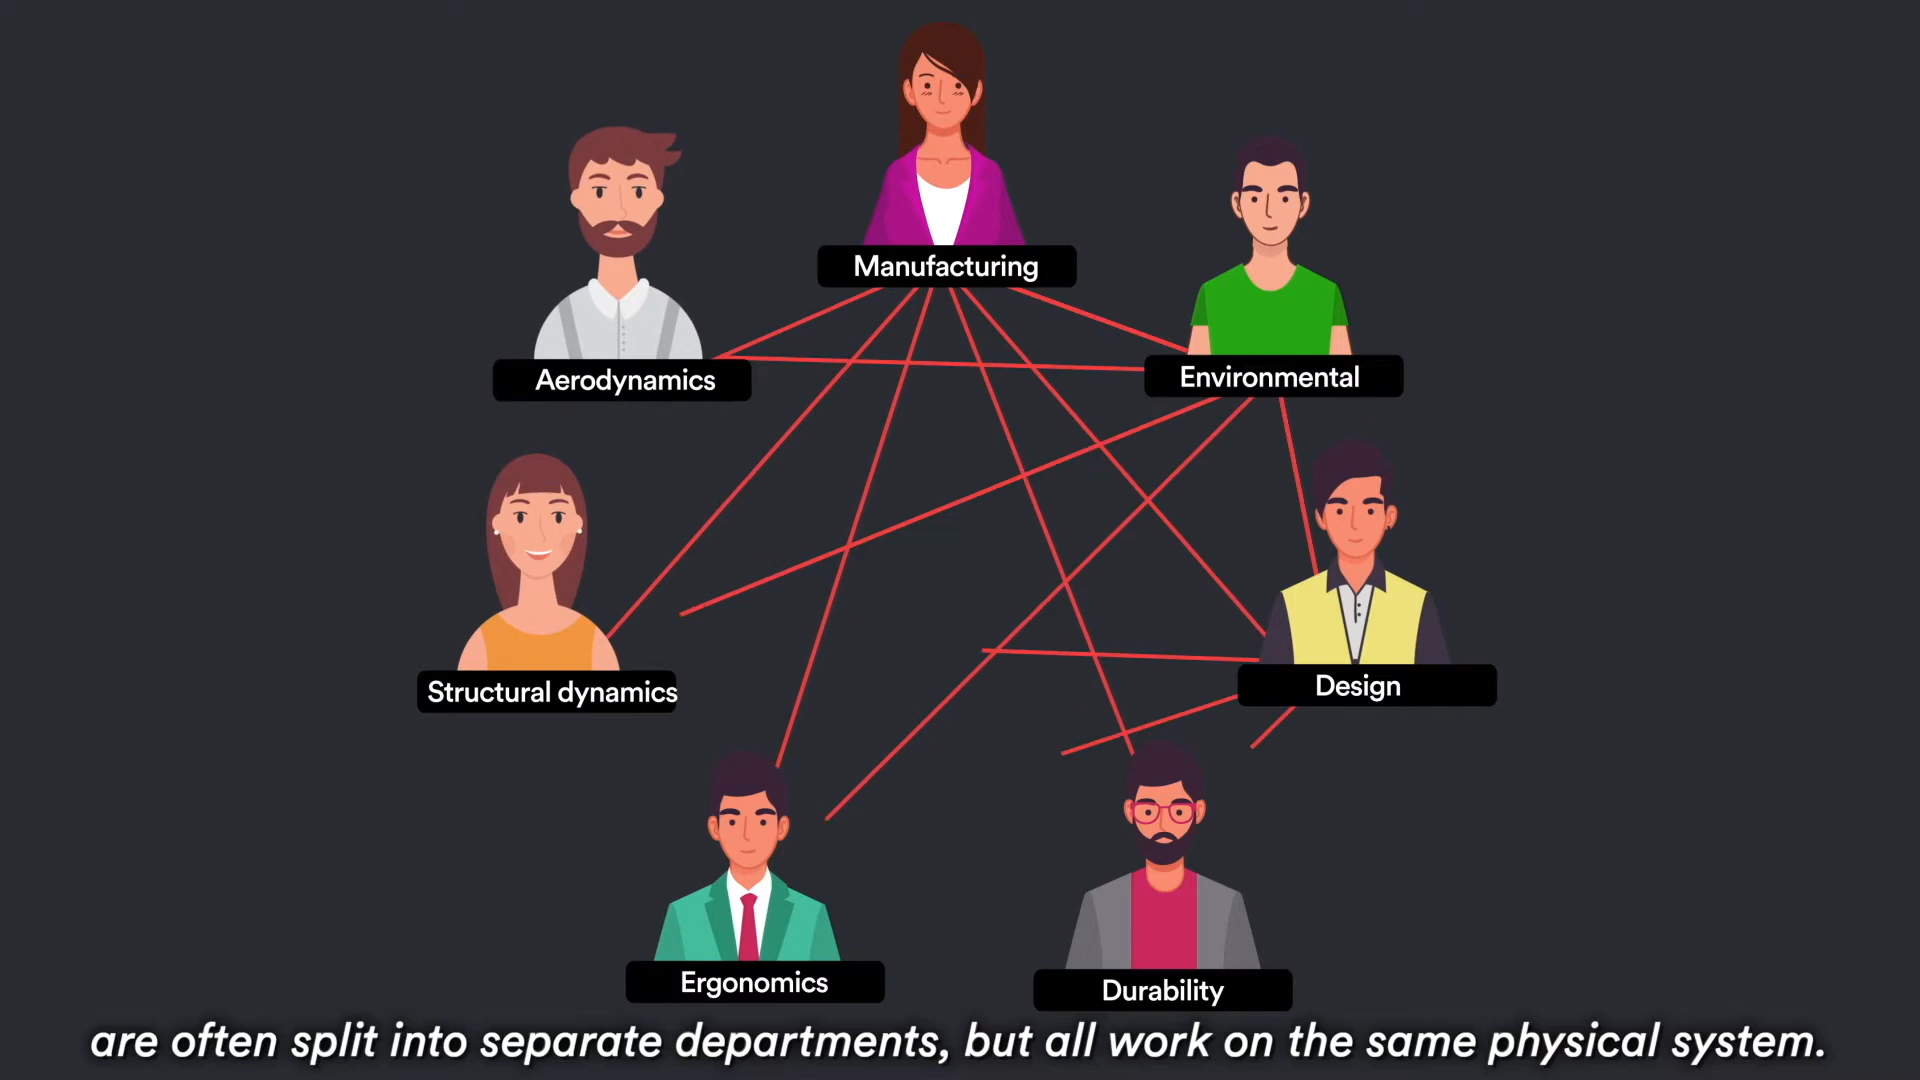 Manufacturing
Aerodynamics
Environmental
Structural dynamics
Design
Ergonomics
Durability
are often split into separate departments, but all work on the same physical system.